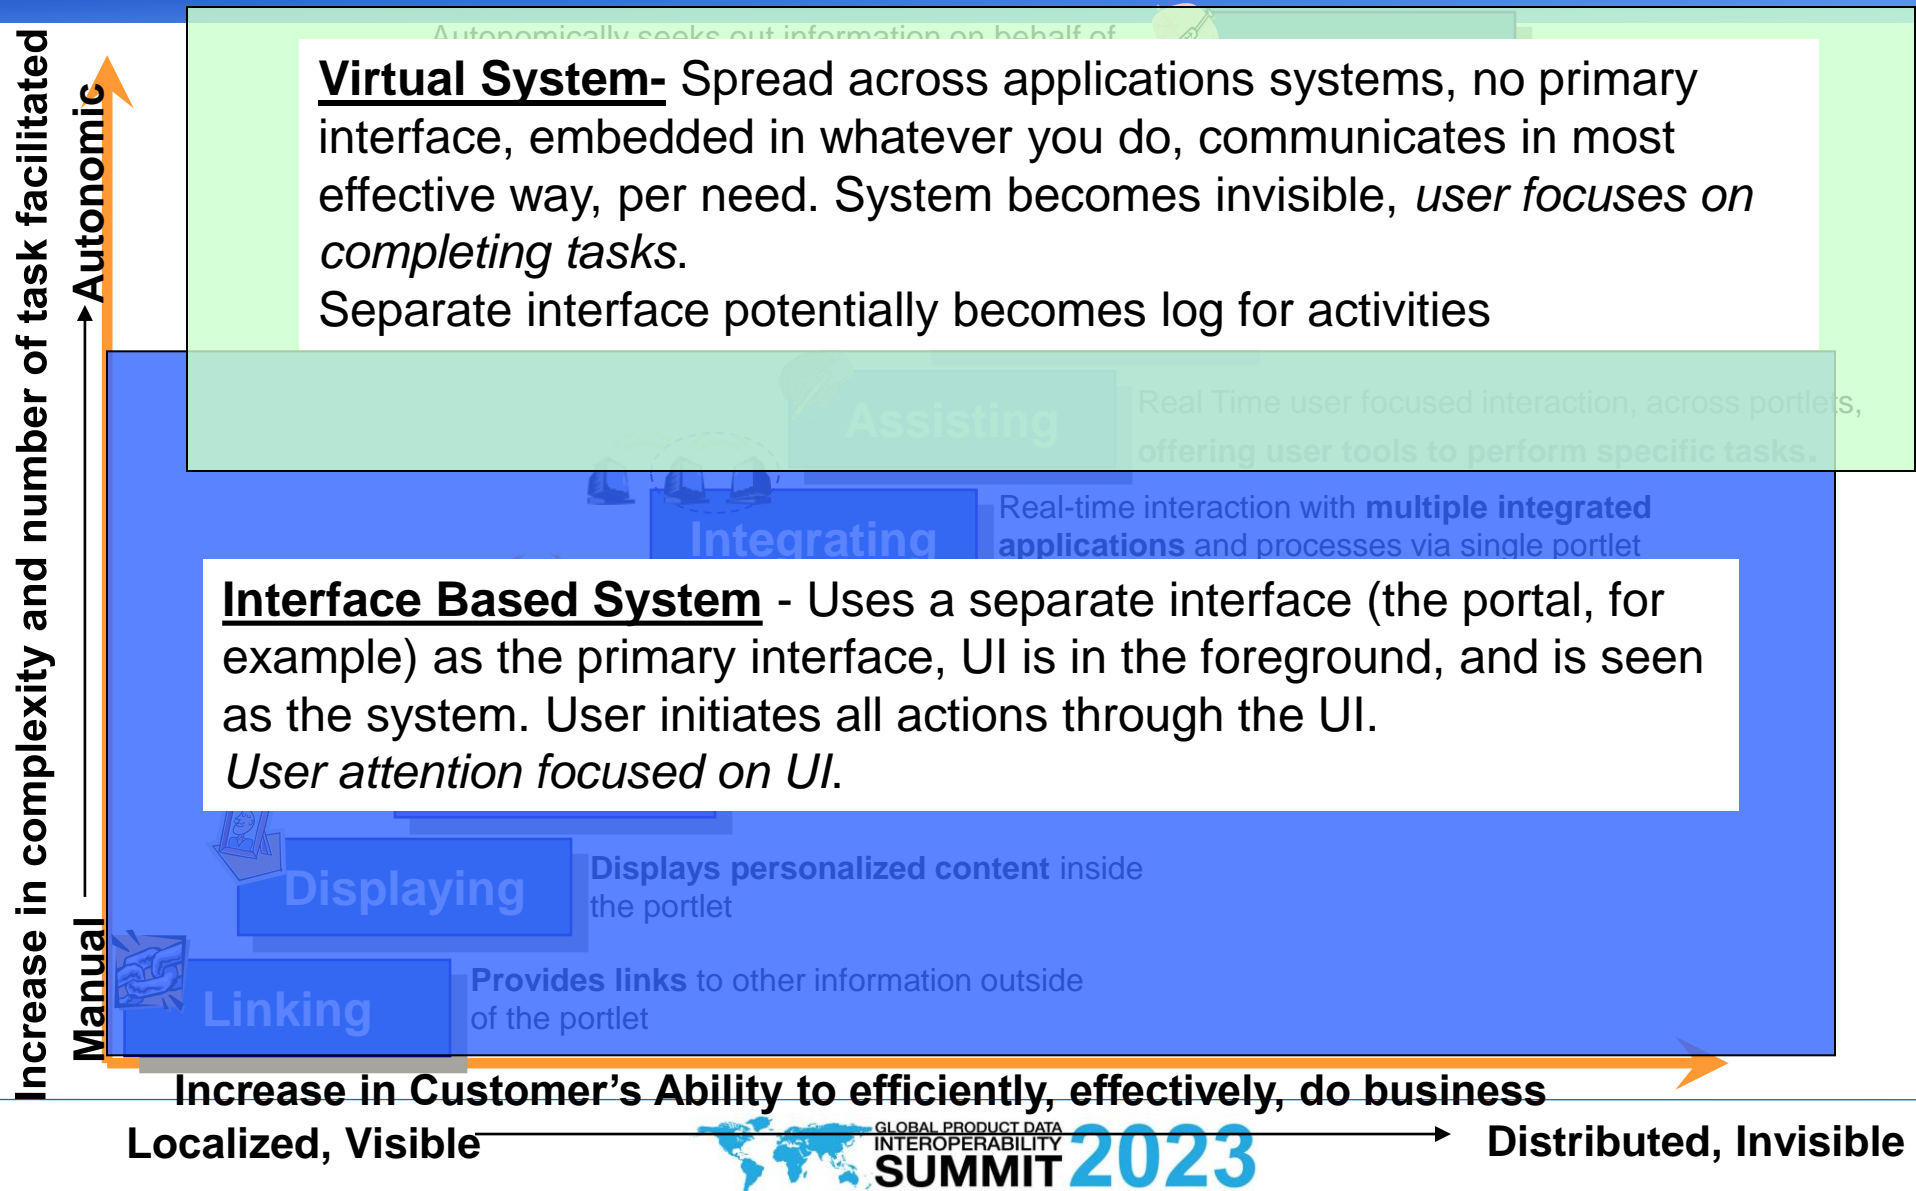 Increase in complexity and number of task facilitated
Manual
Autonomic
Autonomically seeks out information on behalf of
Virtual System- Spread across applications systems, no primary
interface, embedded in whatever you do, communicates in most
effective way, per need. System becomes invisible, user focuses on
completing tasks.
Separate interface potentially becomes log for activities
Assisting
Real Time user focused interaction, across portlets,
offering user tools to perform specific tasks.
Integrating
Real-time interaction with multiple integrated
applications and processes via single portlet
Interface Based System - Uses a separate interface (the portal, for
example) as the primary interface, UI is in the foreground, and is seen
as the system. User initiates all actions through the UI.
User attention focused on UI.
Displaying
Displays personalized content inside
the portlet
Linking
Provides links to other information outside
of the portlet
Increase in Customer’s Ability to efficiently, effectively, do business
Localized, Visible
Distributed, Invisible
GLOBAL PRODUCT DATA
INTEROPERABILITY
SUMMIT 2023